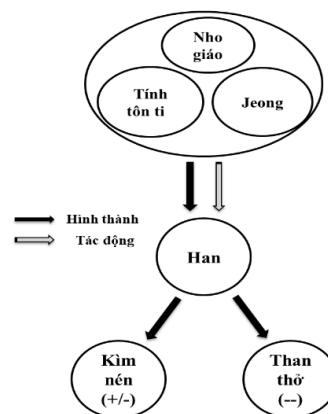 Nho
giáo
Tính
tôn ti
Jeong
Hình thành
Tác động
Han
Kìm
nén
(+/-)
Than
thở
(--)